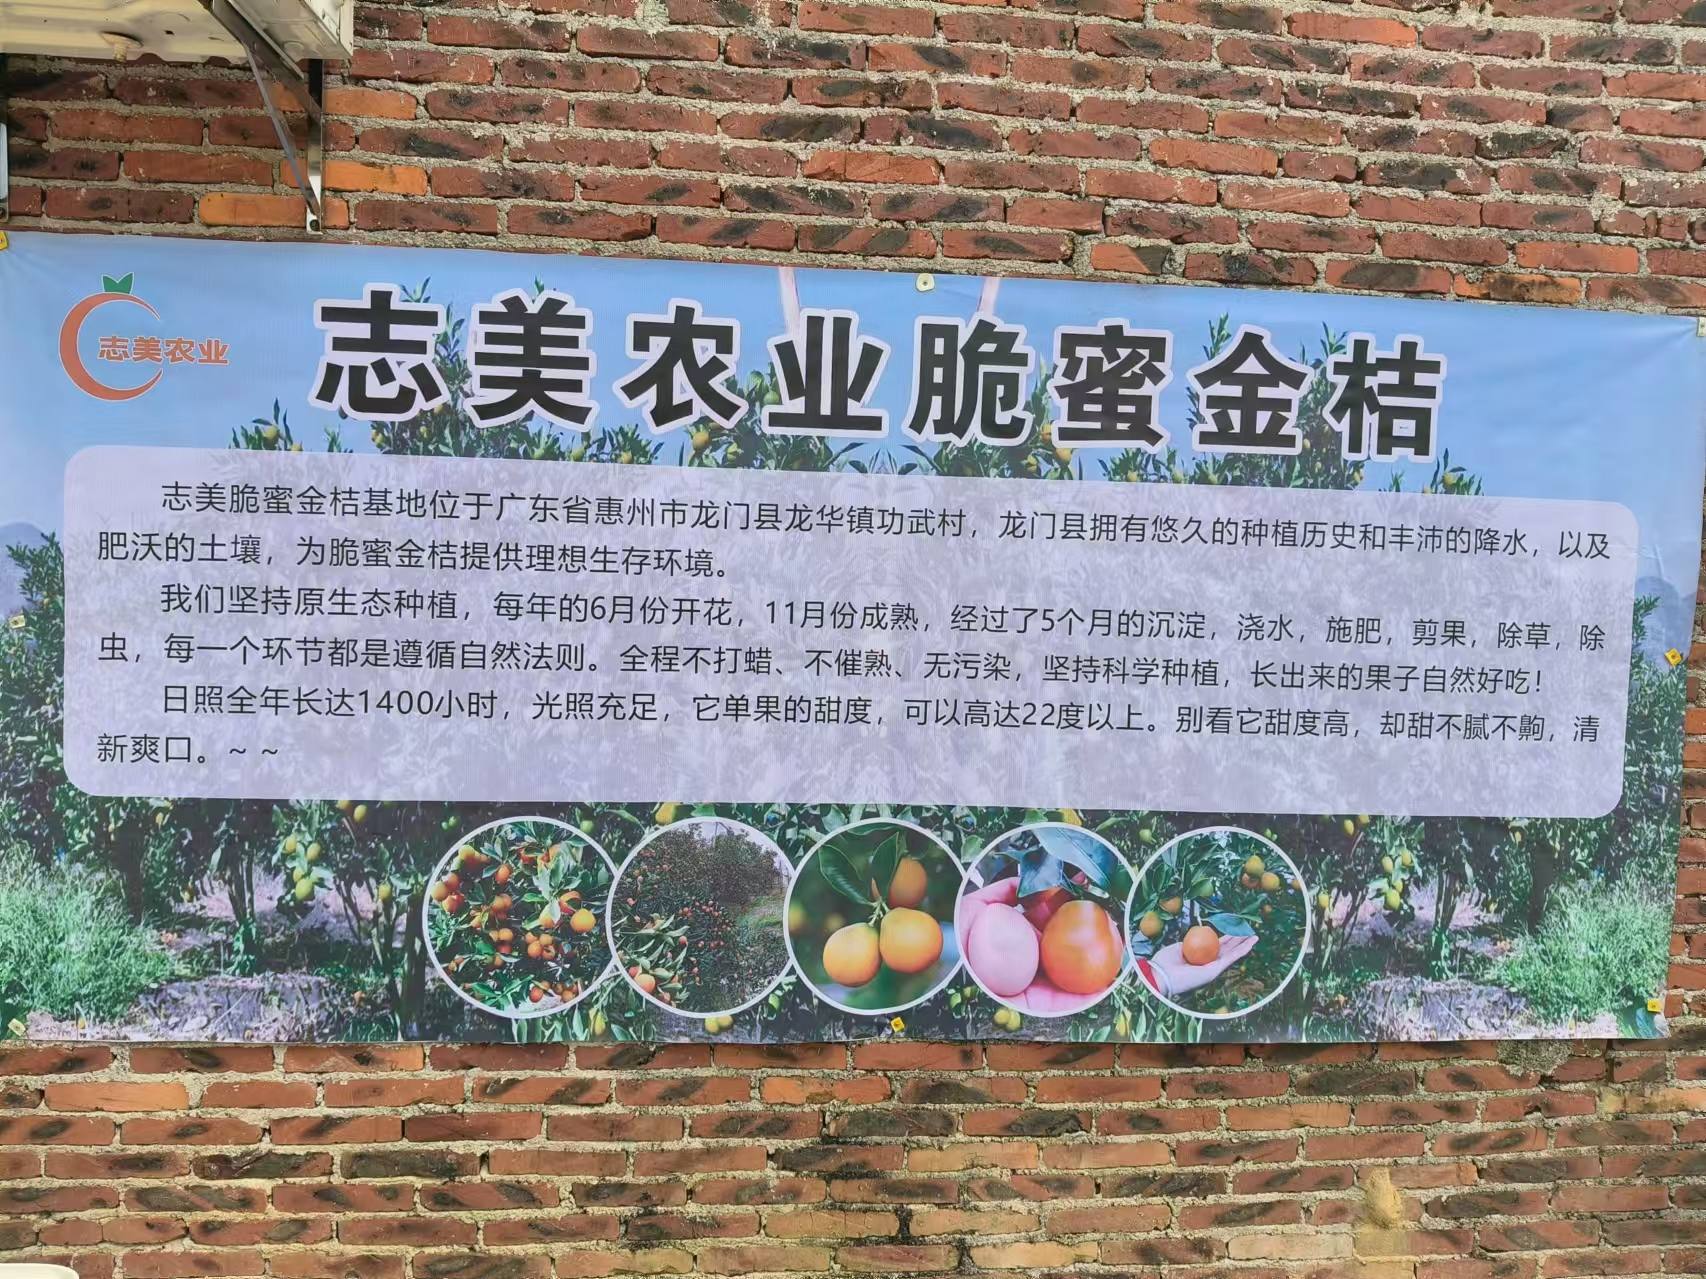 志美农业
志美农业脆蜜金桔
志美脆蜜金桔基地位于广东省惠州市龙门县龙华镇功武村，龙门县拥有悠久的种植历史和丰沛的降水，以及
肥沃的土壤，为脆蜜金桔提供理想生存环境。
我们坚持原生态种植，每年的6月份开花，11月份成熟，经过了5个月的沉淀，浇水，施肥，剪果，除草，除
虫，每一个环节都是遵循自然法则。全程不打蜡、不催熟、无污染，坚持科学种植，长出来的果子自然好吃！
日照全年长达1400小时，光照充足，它单果的甜度，可以高达22度以上。别看它甜度高，却甜不腻不齁，清
新爽口。~ ~